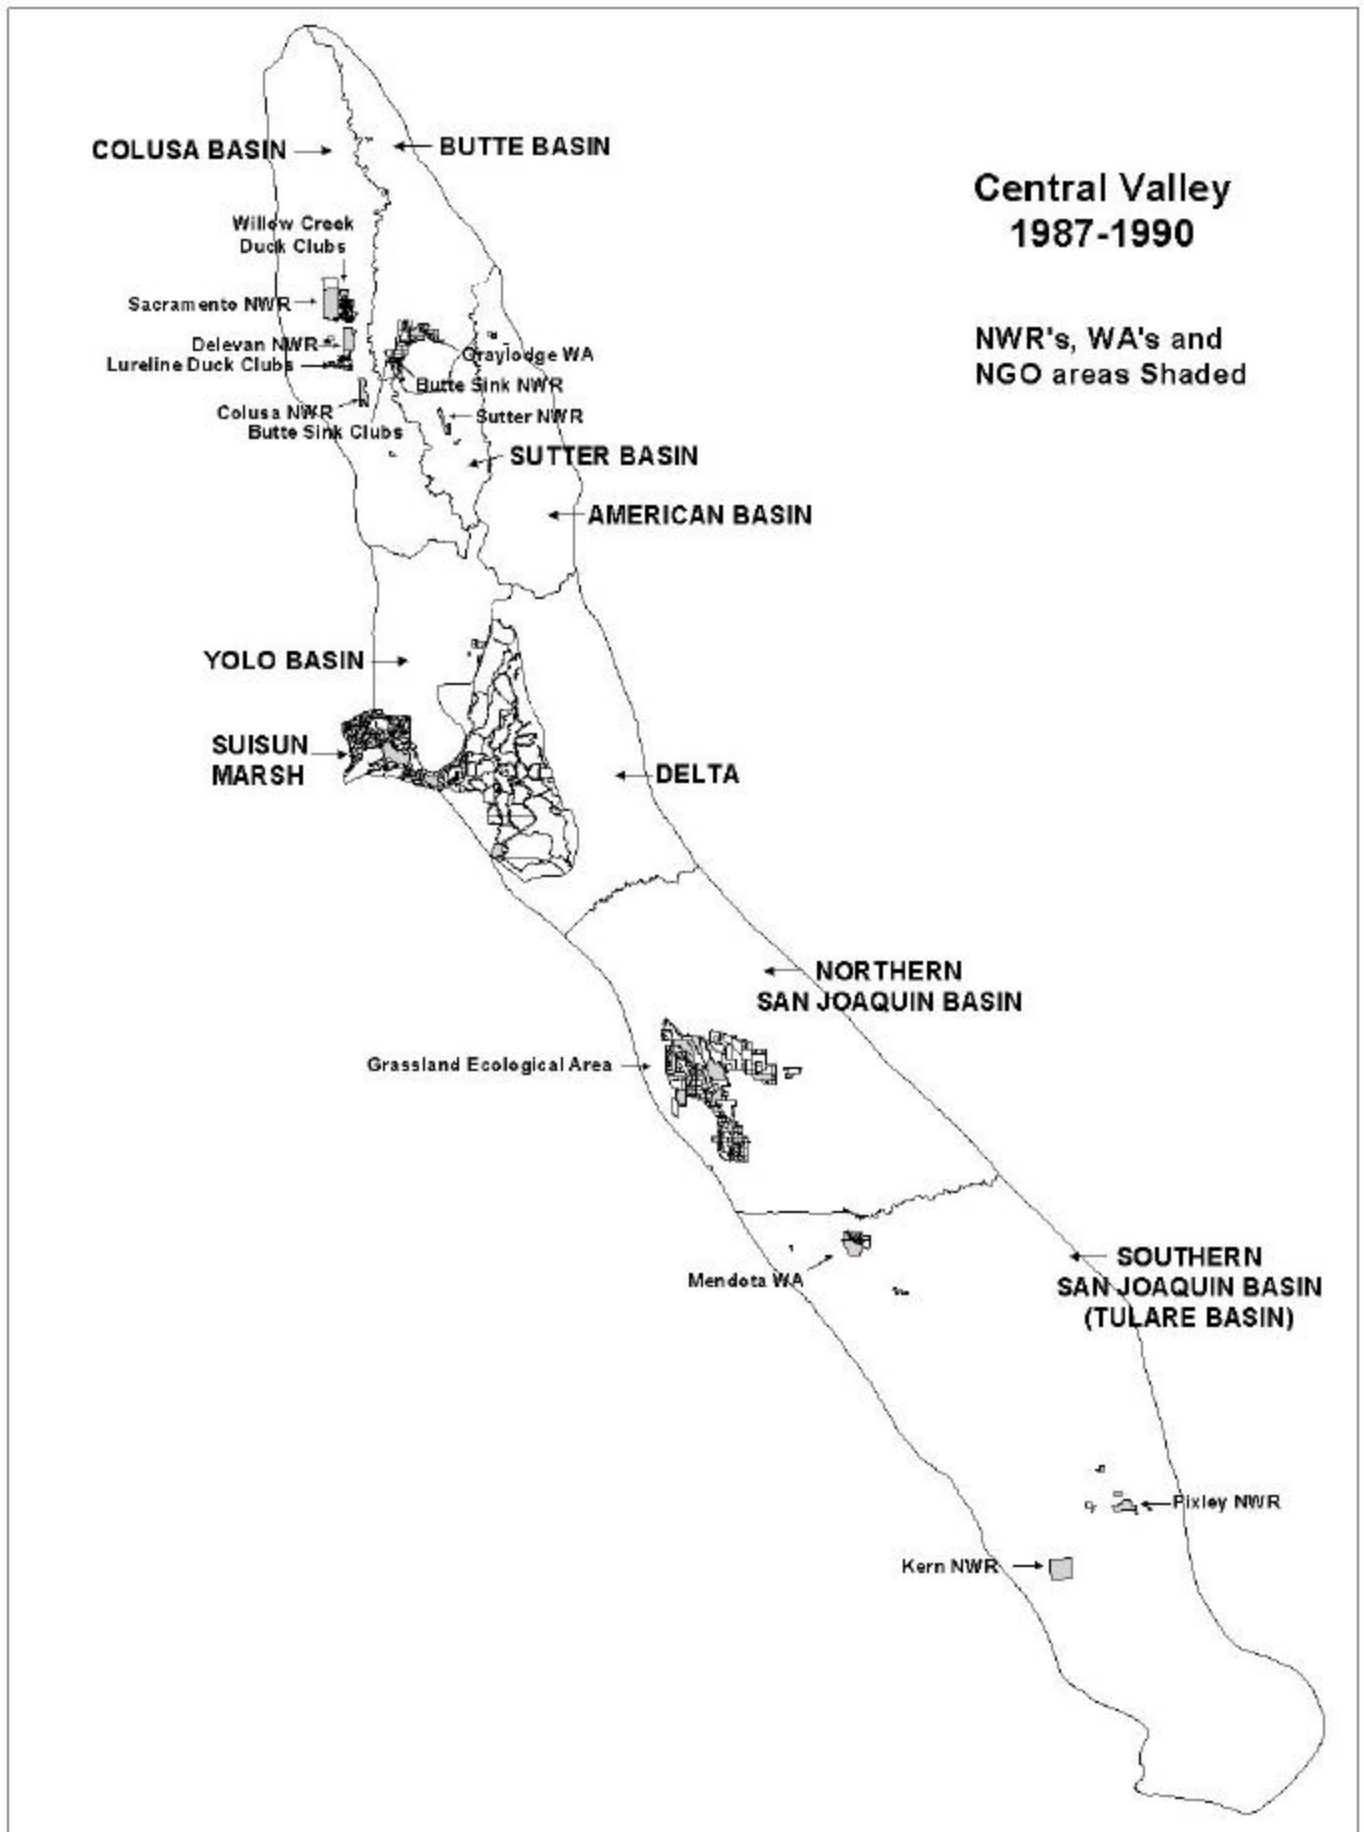 COLUSA BASIN
BUTTE BASIN
Central Valley
1987-1990
Willow Creek
Duck Clubs
Sacramento NWR
NWR's, WA's and
NGO areas Shaded
Delevan NWR
Graylodge WA
Lureline Duck Clubs
Butte Sink NWR
Colusa NWR
Sutter NWR
Butte Sink Clubs
SUTTER BASIN
AMERICAN BASIN
YOLO BASIN
SUISUN
MARSH
DELTA
NORTHERN
SAN JOAQUIN BASIN
Grassland Ecological Area
Mendota WA
SOUTHERN
SAN JOAQUIN BASIN
(TULARE BASIN)
Pixley NWR
Kern NWR